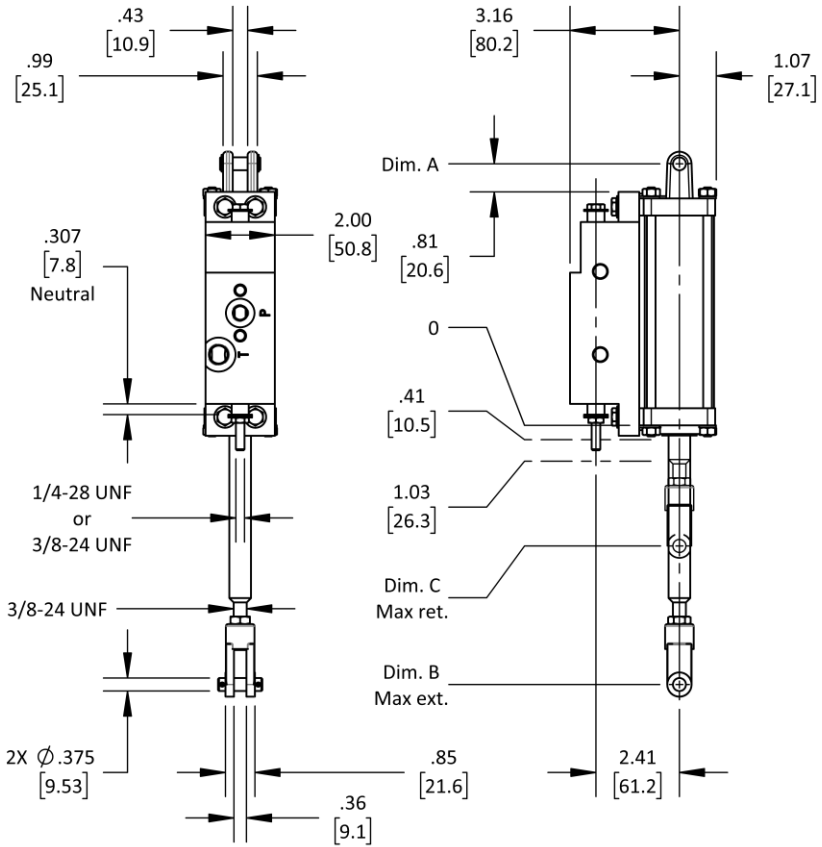 .43
[10.9]
.99
[25.1]
3.16
[80.2]
1.07
[27.1]
Dim. A
2.00
[50.8]
.81
[20.6]
.307
[7.8]
Neutral
P
T
0
.41
[10.5]
1/4-28 UNF
or
3/8-24 UNF
1.03
[26.3]
3/8-24 UNF
Dim. C
Max ret.
Dim. B
Max ext.
2X ∅.375
[9.53]
.85
[21.6]
2.41
[61.2]
.36
[9.1]